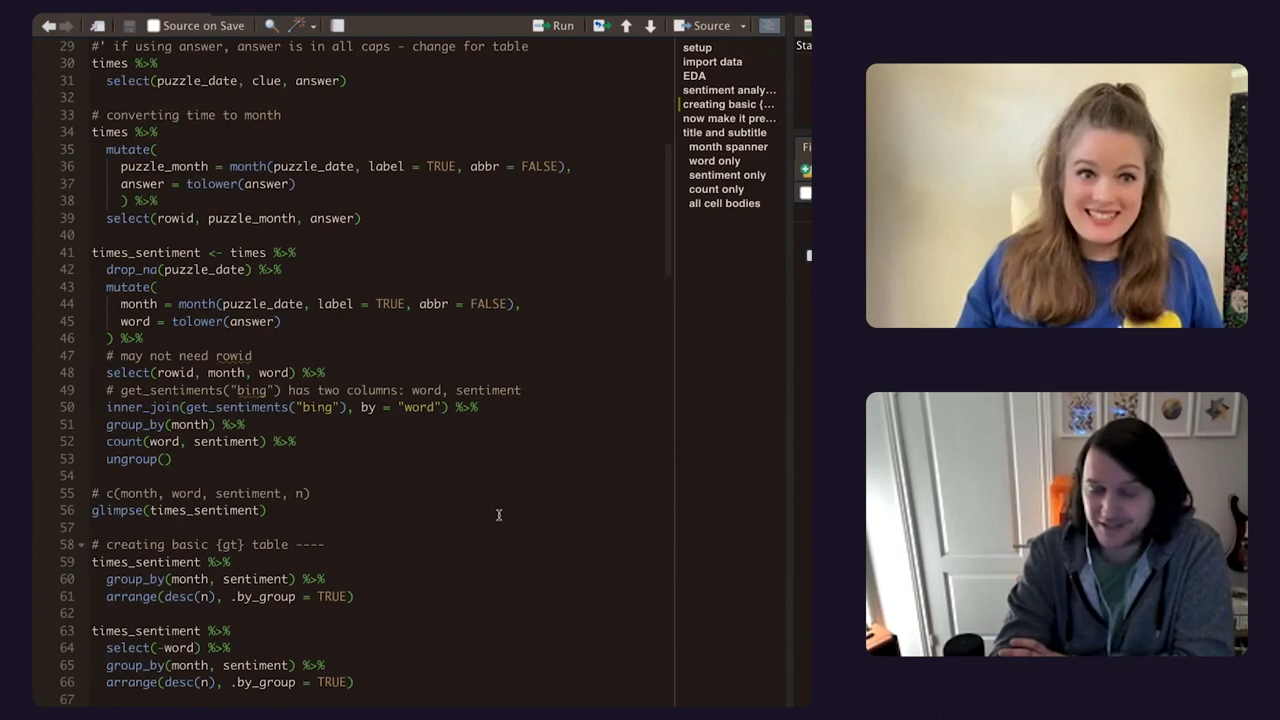 Source on Save
Run
Source
29 #' if using answer, answer is in all caps - change for table
30 times %>%
31 select(puzzle_date, clue, answer)
32
33 # converting time to month
34 times %>%
35 mutate(
36 puzzle_month = month(puzzle_date, label = TRUE, abbr = FALSE),
37 answer = tolower(answer)
38 ) %>%
39 select(rowid, puzzle_month, answer)
40
41 times_sentiment <- times %>%
42 drop_na(puzzle_date) %>%
43 mutate(
44 month = month(puzzle_date, label = TRUE, abbr = FALSE),
45 word = tolower(answer)
46 ) %>%
47 # may not need rowid
48 select(rowid, month, word) %>%
49 # get_sentiments("bing") has two columns: word, sentiment
50 inner_join(get_sentiments("bing"), by = "word") %>%
51 group_by(month) %>%
52 count(word, sentiment) %>%
53 ungroup()
54
55 # c(month, word, sentiment, n)
56 glimpse(times_sentiment)
57
58 # creating basic {gt} table ----
59 times_sentiment %>%
60 group_by(month, sentiment) %>%
61 arrange(desc(n), .by_group = TRUE)
62
63 times_sentiment %>%
64 select(-word) %>%
65 group_by(month, sentiment) %>%
66 arrange(desc(n), .by_group = TRUE)
67
setup
import data
EDA
sentiment analy...
creating basic {...
now make it pre...
title and subtitle
month spanner
word only
sentiment only
count only
all cell bodies
Sta
Fi